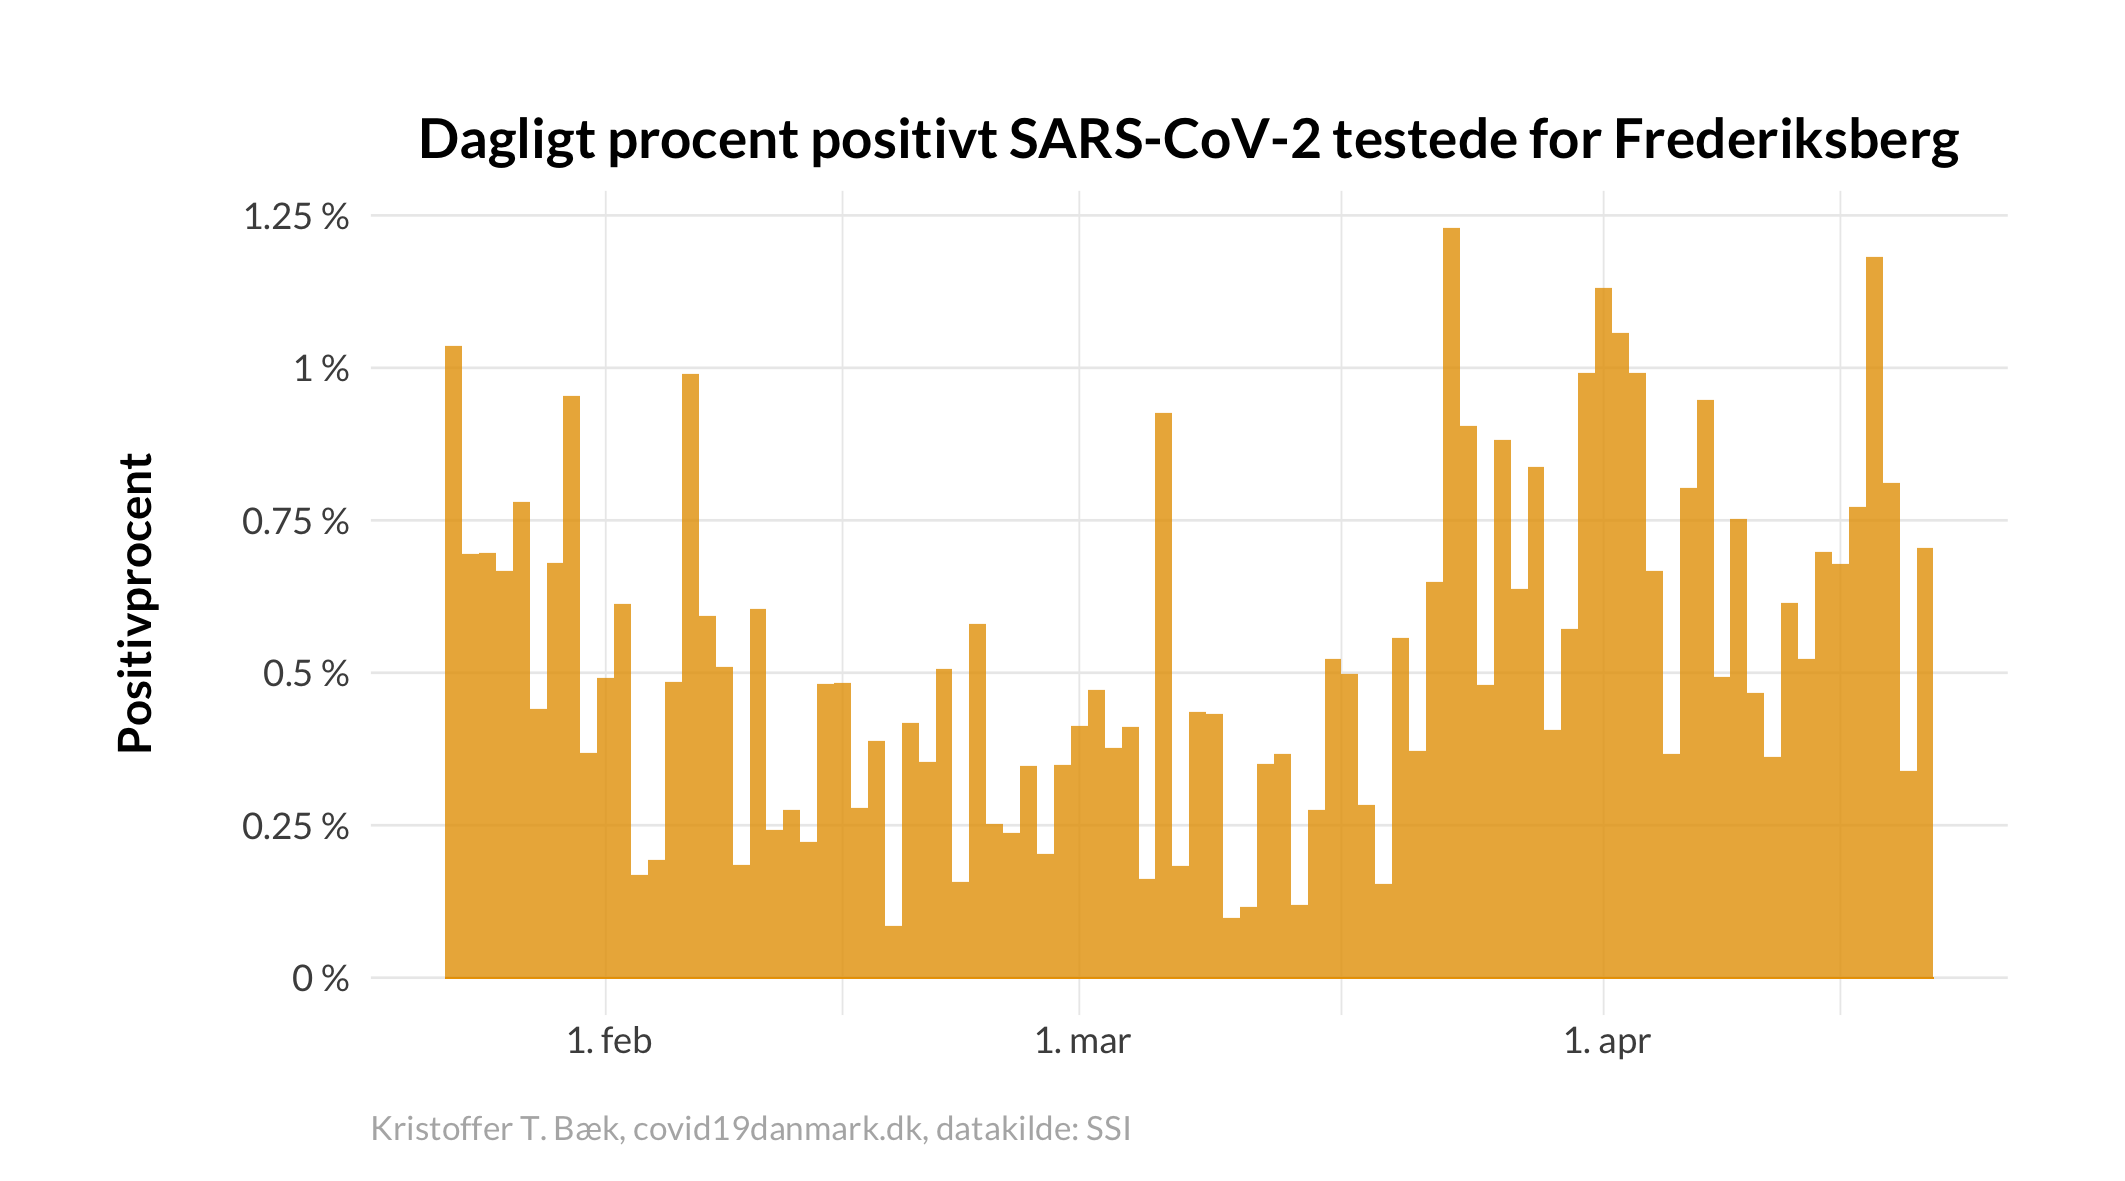 Dagligt procent positivt SARS-CoV-2 testede for Frederiksberg
Positivprocent
1.25 %
1 %
0.75 %
0.5 %
0.25 %
0 %
1. feb
1. mar
1. apr
Kristoffer T. Bæk, covid19danmark.dk, datakilde: SSI